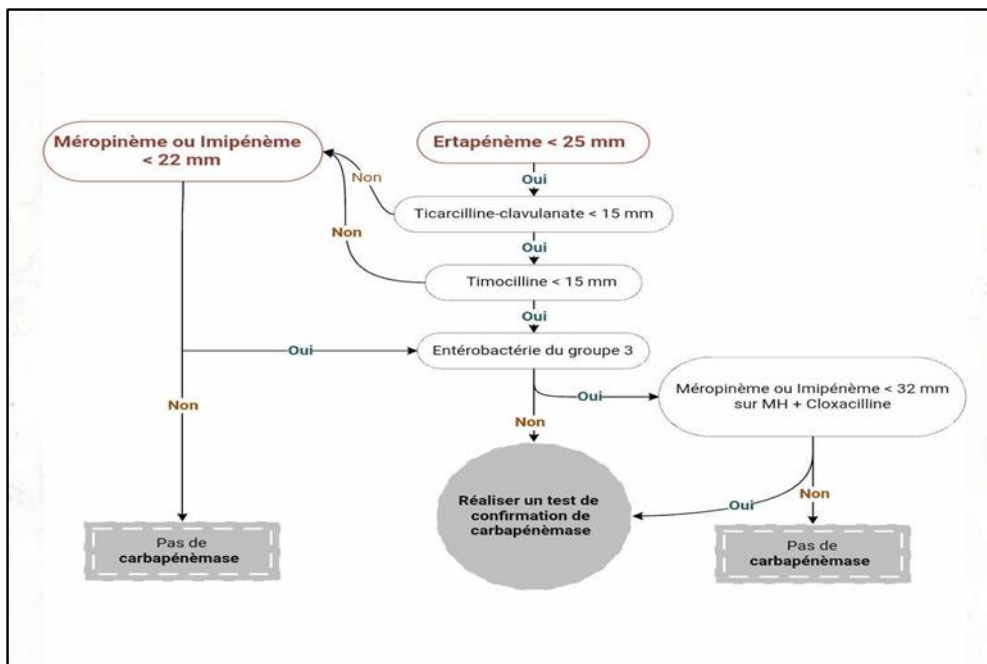 Méropinème ou Imipénème
< 22 mm
Ertapénème < 25 mm
Oui
Non
Ticarcilline-clavulanate < 15 mm
Non
Oui
Timocilline < 15 mm
Oui
Oui
Entérobactérie du groupe 3
Méropinème ou Imipénème < 32 mm
sur MH + Cloxacilline
Oui
Non
Non
Réaliser un test de
confirmation de
carbapénèmase
Oui
Non
Pas de
carbapénèmase
Pas de
carbapénèmase